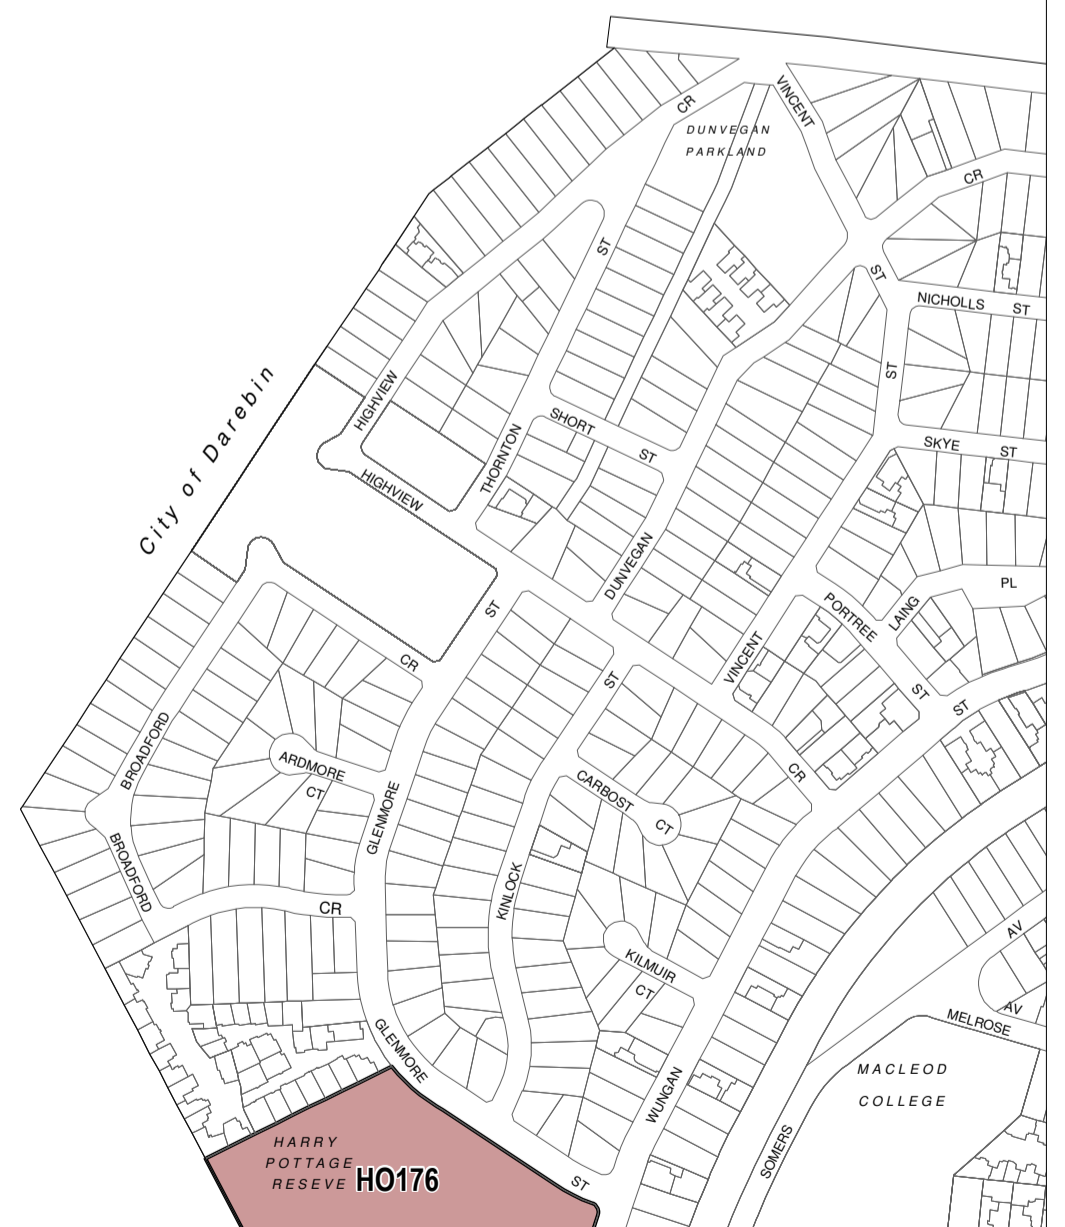 VINCENT
CR
DUNVEGAN
PARKLAND
CR
ST
ST
NICHOLLS ST
ST
City of Darebin
HIGHVIEW
SHORT ST
THORNTON
SKYE ST
HIGHVIEW
DUNVEGAN
PL
ST
PORTREE ST
LAING
VINCENT
CR
ST
ST
BROADFORD
ARDMORE
CT
CR
CARBOST CT
GLENMORE
BROADFORD
KINLOCK
CR
AV
KILMUIR
CT
AV
MELROSE
GLENMORE
MACLEOD
COLLEGE
WUNGAN
SOMERS
HARRY
POTTAGE
RESEVE
HO176
ST